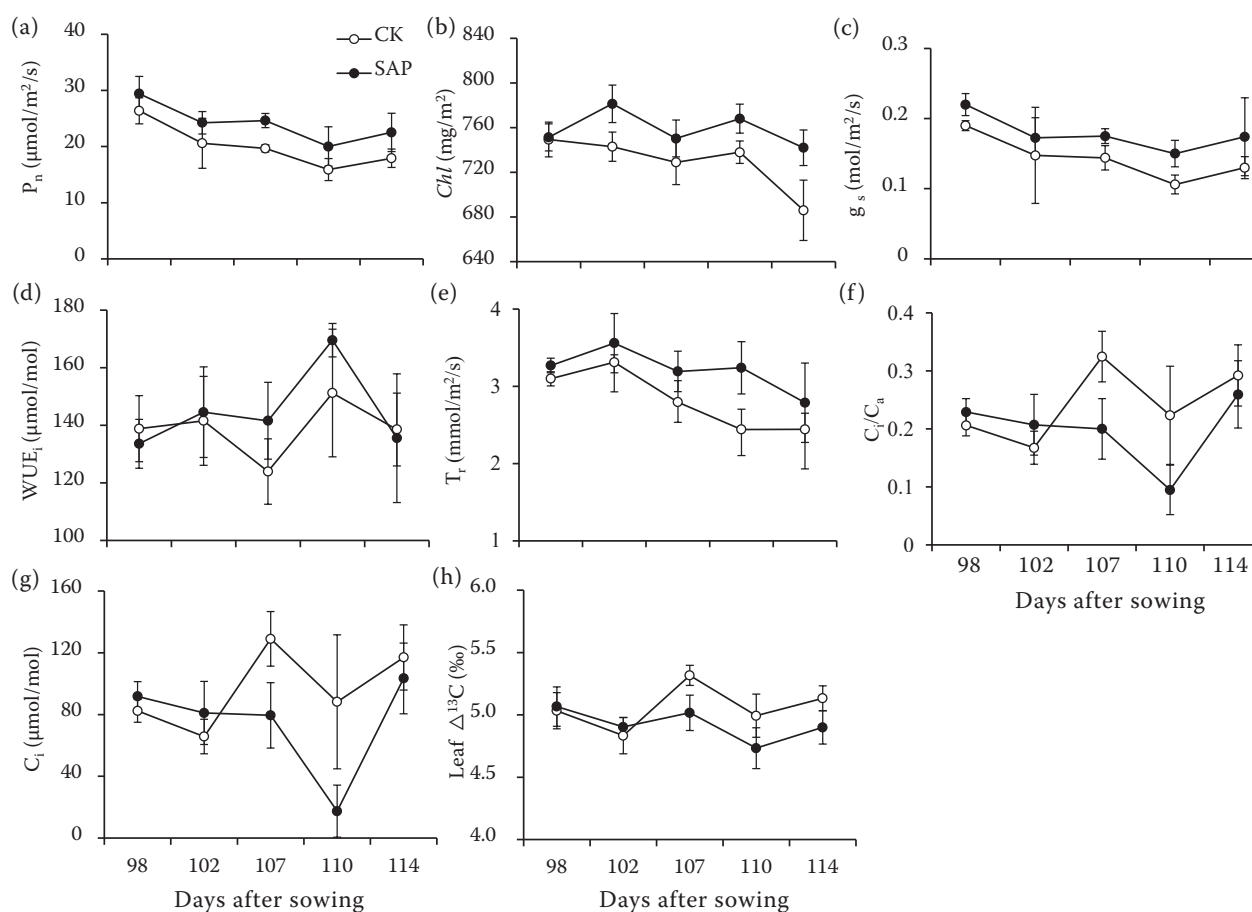 (a)
40
30
20
10
0
Pn (μmol/m²/s)
CK
SAP
(b)
840
800
760
720
680
640
Chl (mg/m²)
(c)
0.3
0.2
0.1
0
g s (mol/m²/s)
(d)
180
160
140
120
100
WUEi (μmol/mol)
(e)
4
3
2
1
Tr (mmol/m²/s)
(f)
0.4
0.3
0.2
0.1
0
Ci/Ca
98 102 107 110 114
Days after sowing
(g)
160
120
80
40
0
Ci (μmol/mol)
98 102 107 110 114
Days after sowing
(h)
6.0
5.5
5.0
4.5
4.0
Leaf △¹³C (‰)
98 102 107 110 114
Days after sowing